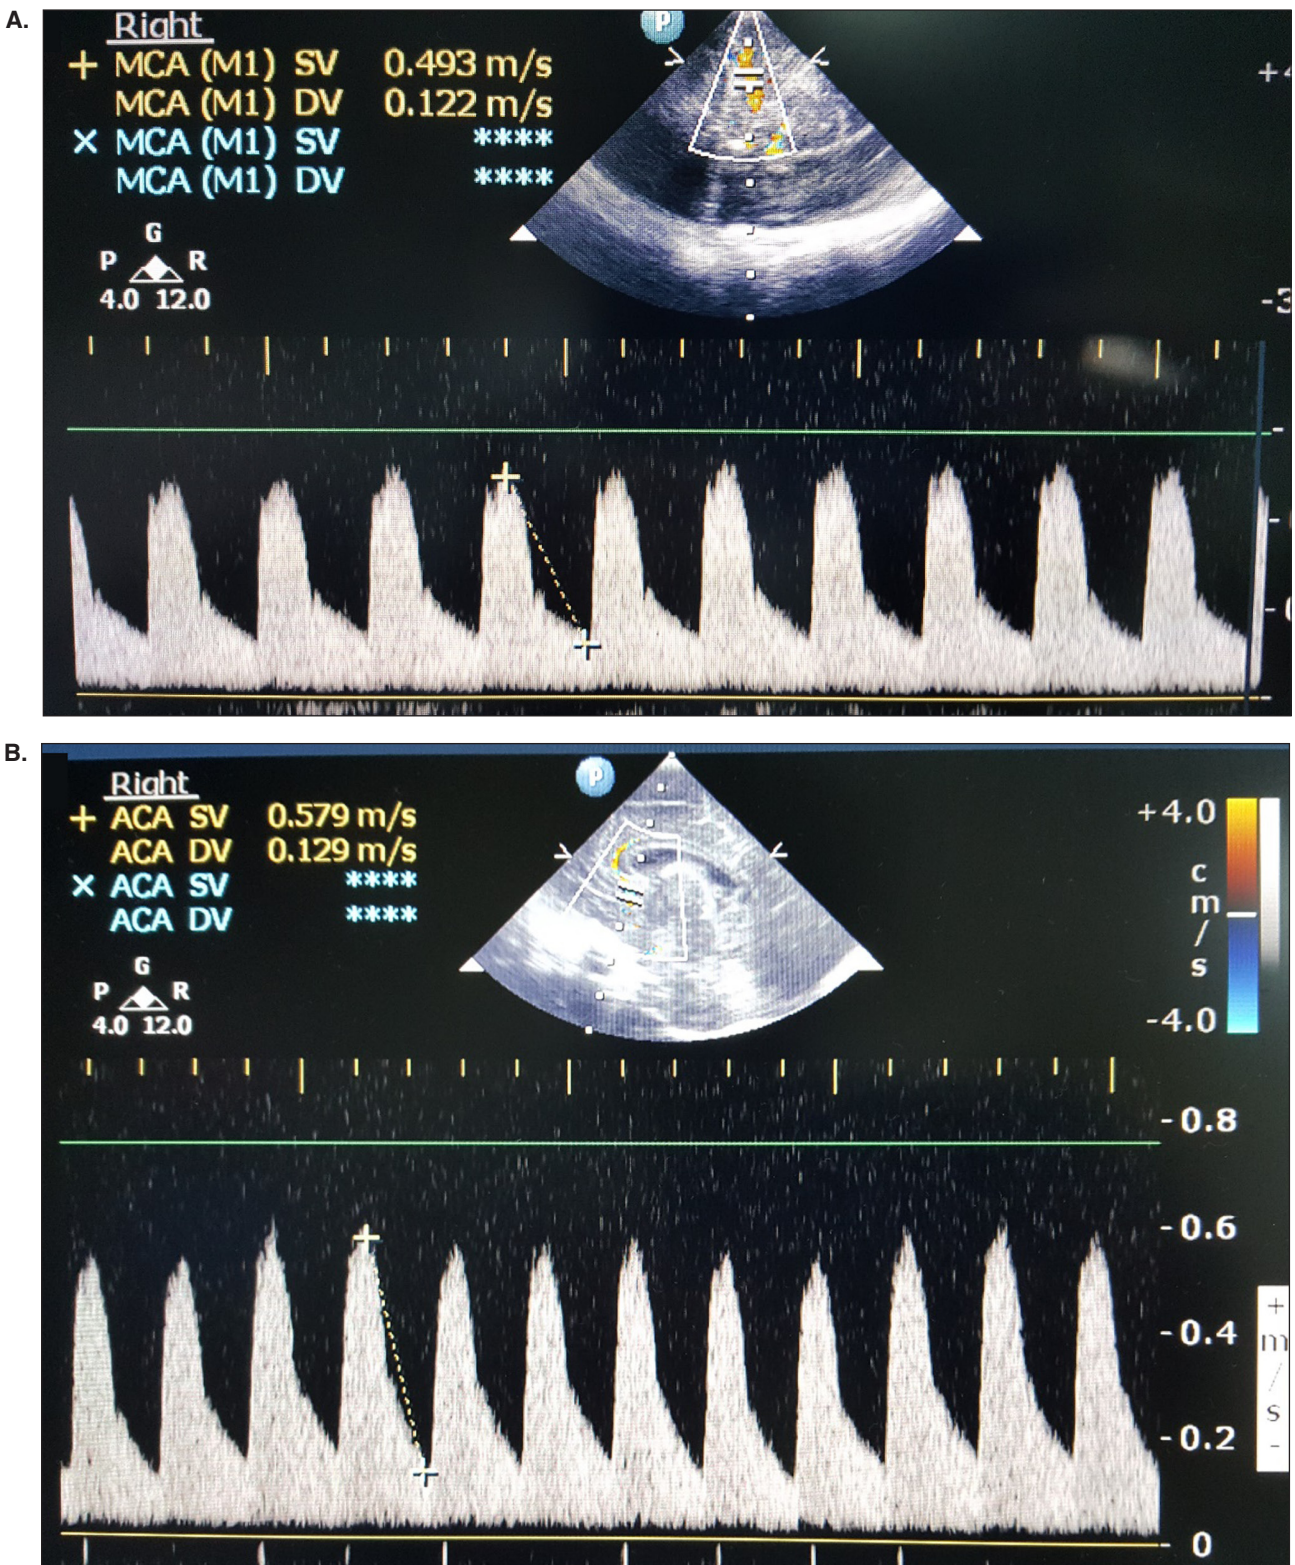 A.
Right
P
+ MCA (M1) SV 0.493 m/s
MCA (M1) DV 0.122 m/s
× MCA (M1) SV ****
MCA (M1) DV ****
G
P R
4.0 12.0
B.
Right
P
+ ACA SV 0.579 m/s
ACA DV 0.129 m/s
× ACA SV ****
ACA DV ****
G
P R
4.0 12.0
+4.0
c
m
/
s
-4.0
- 0.8
- 0.6
- 0.4
- 0.2
- 0
+
m
/
s
-